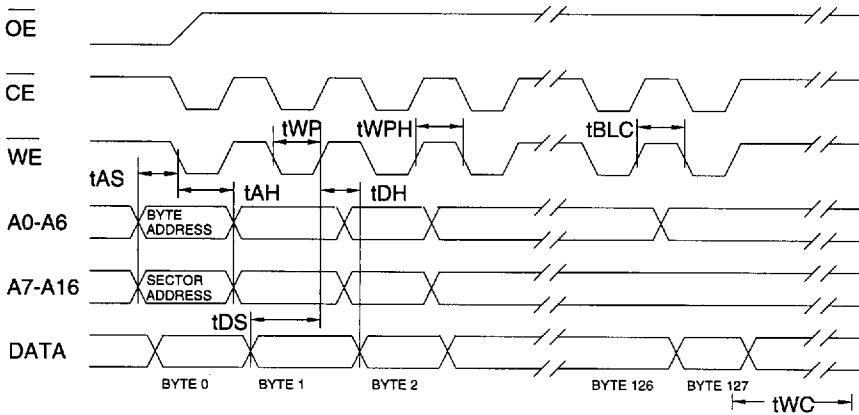 OE
CE
tWP tWPH tBLC
WE
tAS tAH tDH
A0-A6 BYTE ADDRESS
A7-A16 SECTOR ADDRESS
tDS
DATA
BYTE 0 BYTE 1 BYTE 2 BYTE 126 BYTE 127
tWC